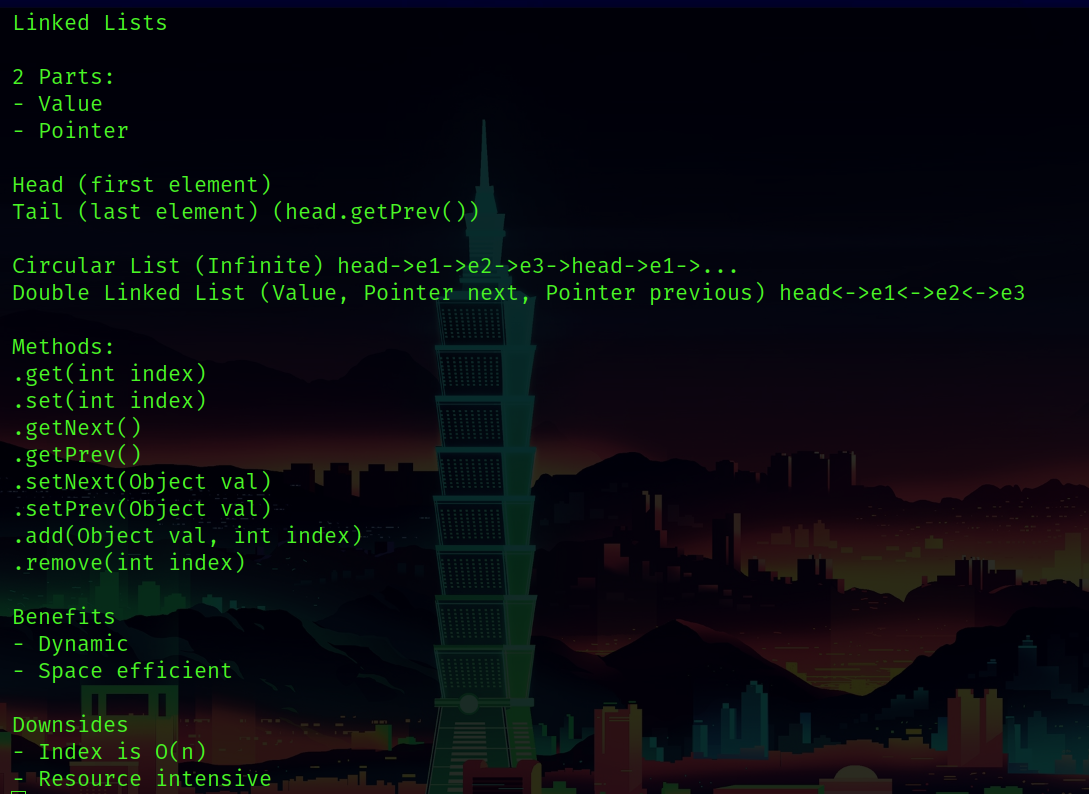 Linked Lists
2 Parts:
- Value
- Pointer
Head (first element)
Tail (last element) (head.getPrev())
Circular List (Infinite) head->e1->e2->e3->head->e1->...
Double Linked List (Value, Pointer next, Pointer previous) head<->e1<->e2<->e3
Methods:
.get(int index)
.set(int index)
.getNext()
.getPrev()
.setNext(Object val)
.setPrev(Object val)
.add(Object val, int index)
.remove(int index)
Benefits
- Dynamic
- Space efficient
Downsides
- Index is O(n)
- Resource intensive